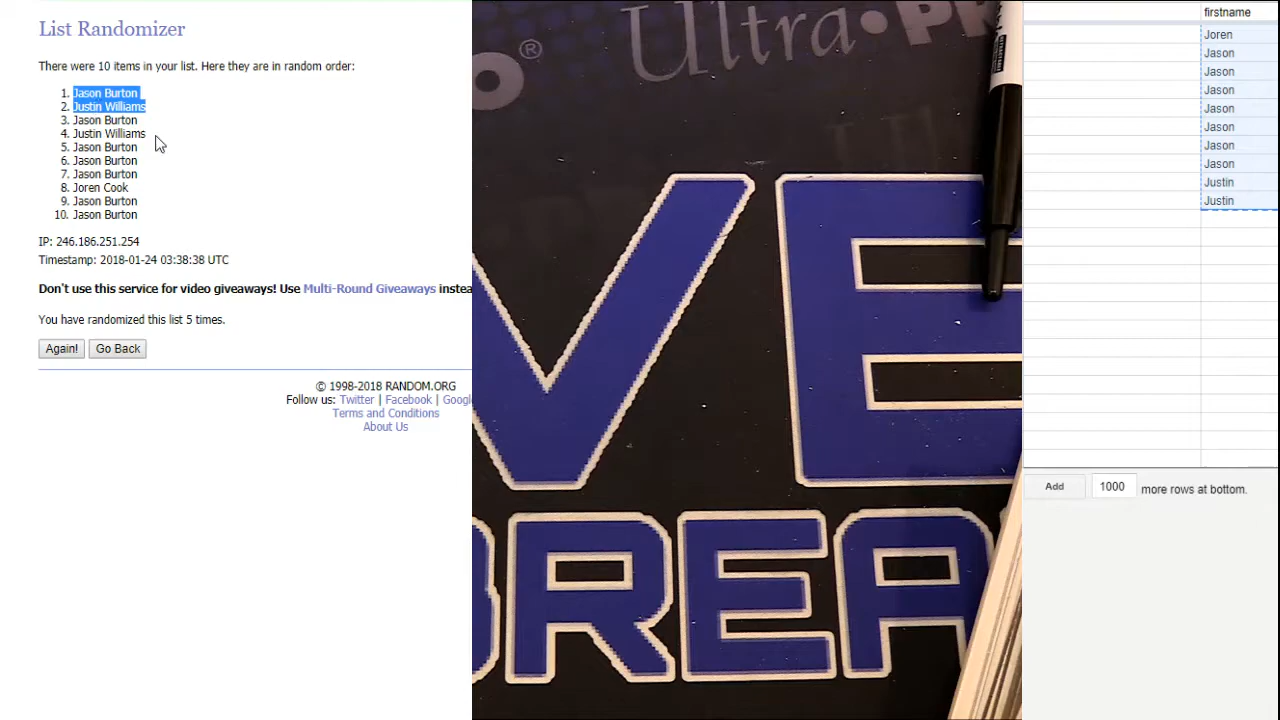 List Randomizer
There were 10 items in your list. Here they are in random order:
1. Jason Burton
2. Justin Williams
3. Jason Burton
4. Justin Williams
5. Jason Burton
6. Jason Burton
7. Jason Burton
8. Joren Cook
9. Jason Burton
10. Jason Burton
IP: 246.186.251.254
Timestamp: 2018-01-24 03:38:38 UTC
Don't use this service for video giveaways! Use Multi-Round Giveaways instea
You have randomized this list 5 times.
Again! Go Back
© 1998-2018 RANDOM.ORG
Follow us: Twitter | Facebook | Google
Terms and Conditions
About Us
O® Ultra•PR
VE
BREA
firstname
Joren
Jason
Jason
Jason
Jason
Jason
Jason
Jason
Justin
Justin
Add 1000 more rows at bottom.